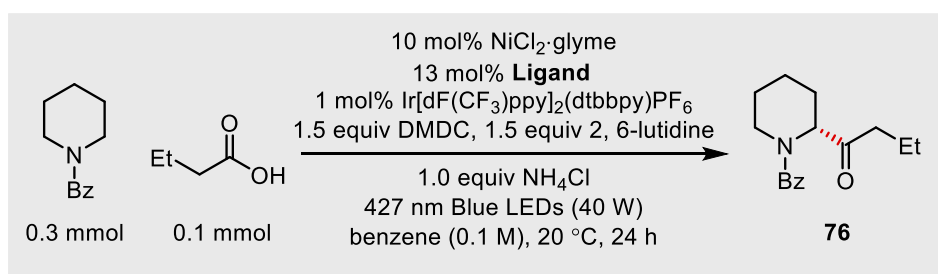 10 mol% NiCl2·glyme
13 mol% Ligand
1 mol% Ir[dF(CF3)ppy]2(dtbbpy)PF6
1.5 equiv DMDC, 1.5 equiv 2, 6-lutidine
1.0 equiv NH4Cl
427 nm Blue LEDs (40 W)
benzene (0.1 M), 20 °C, 24 h
N
Bz
0.3 mmol
Et
O
OH
0.1 mmol
N
Bz
O
Et
76